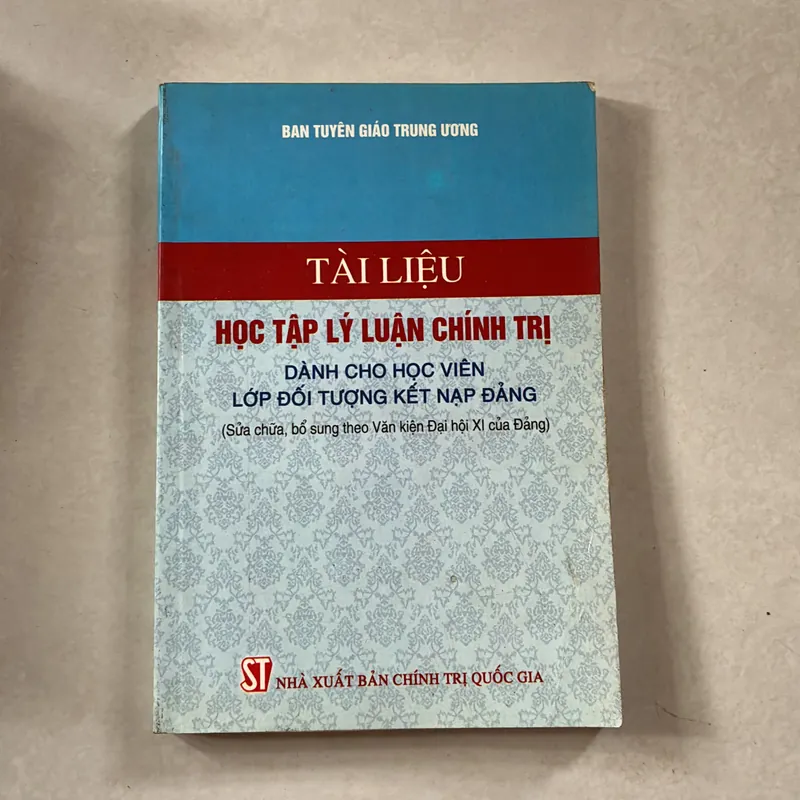 BAN TUYÊN GIÁO TRUNG ƯƠNG
TÀI LIỆU
HỌC TẬP LÝ LUẬN CHÍNH TRỊ
DÀNH CHO HỌC VIÊN
LỚP ĐỐI TƯỢNG KẾT NẠP ĐẢNG
(Sửa chữa, bổ sung theo Văn kiện Đại hội XI của Đảng)
ST NHÀ XUẤT BẢN CHÍNH TRỊ QUỐC GIA